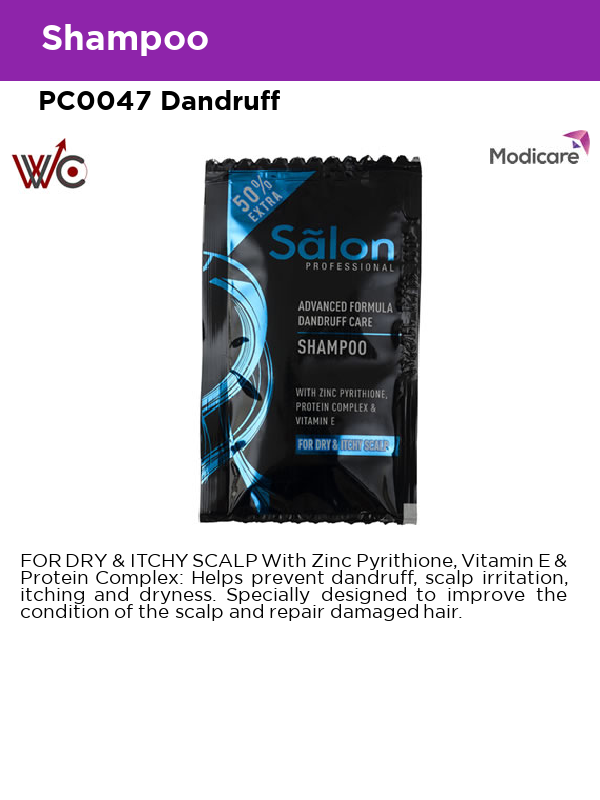 Shampoo
PC0047 Dandruff
WC
Modicare
50%
EXTRA
Sãlon
PROFESSIONAL
ADVANCED FORMULA
DANDRUFF CARE
SHAMPOO
WITH ZINC PYRITHIONE,
PROTEIN COMPLEX &
VITAMIN E
FOR DRY & ITCHY SCALP
FOR DRY & ITCHY SCALP With Zinc Pyrithione, Vitamin E &
Protein Complex: Helps prevent dandruff, scalp irritation,
itching and dryness. Specially designed to improve the
condition of the scalp and repair damaged hair.